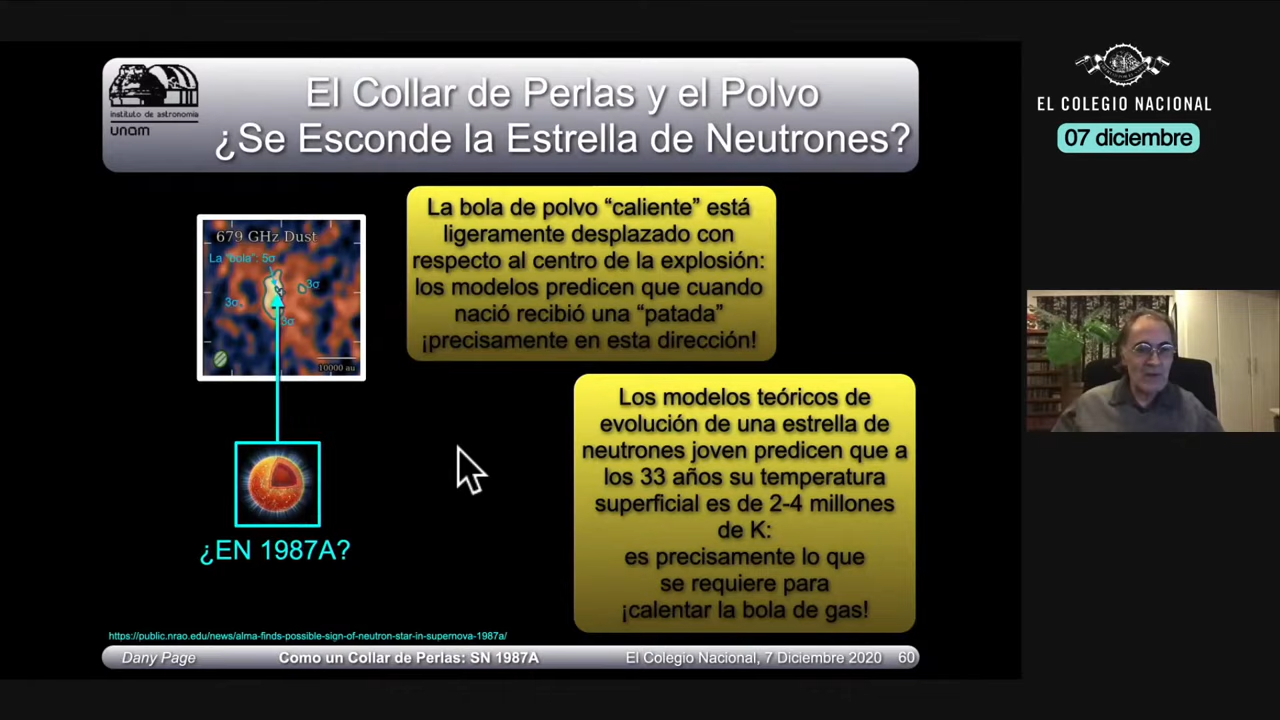 instituto de astronomía
unam
El Collar de Perlas y el Polvo
¿Se Esconde la Estrella de Neutrones?
EL COLEGIO NACIONAL
07 diciembre
679 GHz Dust
La "bola": 5σ
3σ
3σ
3σ
10000 au
La bola de polvo “caliente” está
ligeramente desplazado con
respecto al centro de la explosión:
los modelos predicen que cuando
nació recibió una “patada”
¡precisamente en esta dirección!
Los modelos teóricos de
evolución de una estrella de
neutrones joven predicen que a
los 33 años su temperatura
superficial es de 2-4 millones
de K:
es precisamente lo que
se requiere para
¡calentar la bola de gas!
¿EN 1987A?
https://public.nrao.edu/news/alma-finds-possible-sign-of-neutron-star-in-supernova-1987a/
Dany Page
Como un Collar de Perlas: SN 1987A
El Colegio Nacional, 7 Diciembre 2020
60